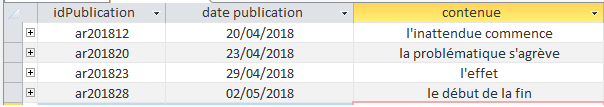 idPublication date publication contenue
ar201812 20/04/2018 l'inattendue commence
ar201820 23/04/2018 la problématique s'agrève
ar201823 29/04/2018 l'effet
ar201828 02/05/2018 le début de la fin